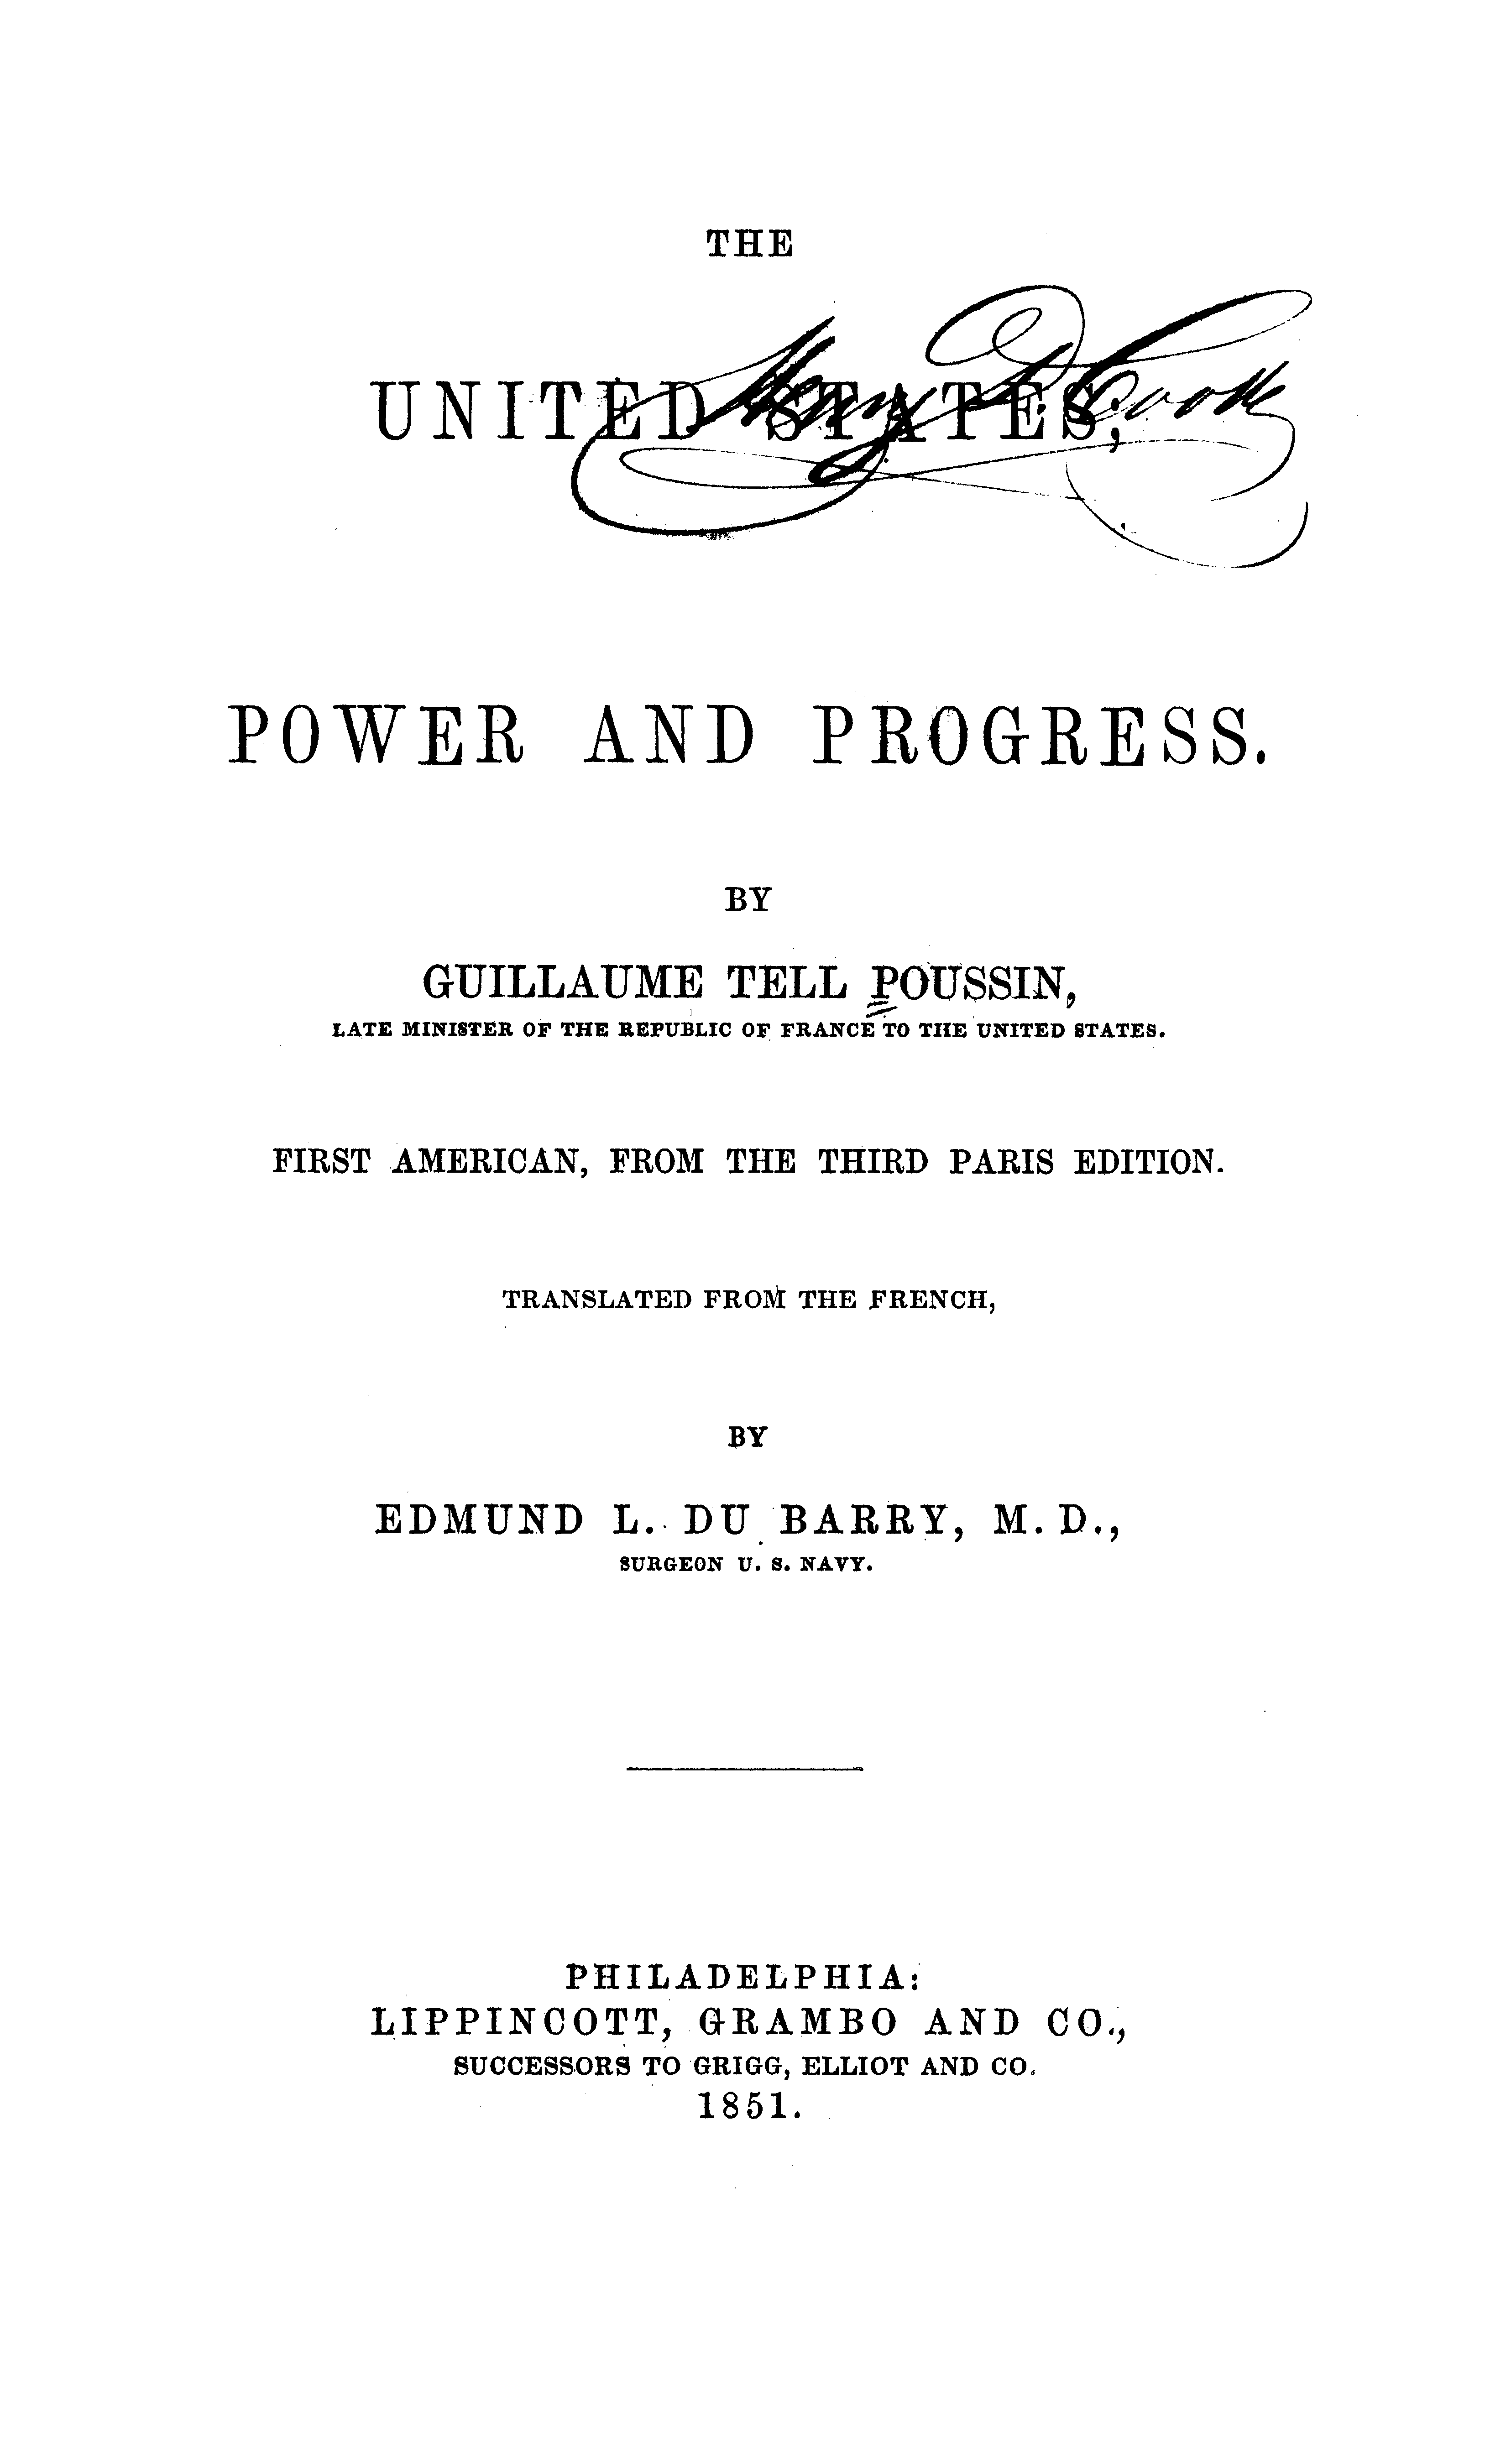 THE
Henry D. Cooke
UNITED STATES;
POWER AND PROGRESS.
BY
GUILLAUME TELL POUSSIN,
LATE MINISTER OF THE REPUBLIC OF FRANCE TO THE UNITED STATES.
FIRST AMERICAN, FROM THE THIRD PARIS EDITION.
TRANSLATED FROM THE FRENCH,
BY
EDMUND L. DU BARRY, M. D.,
SURGEON U. S. NAVY.
PHILADELPHIA:
LIPPINCOTT, GRAMBO AND CO.,
SUCCESSORS TO GRIGG, ELLIOT AND CO.
1851.